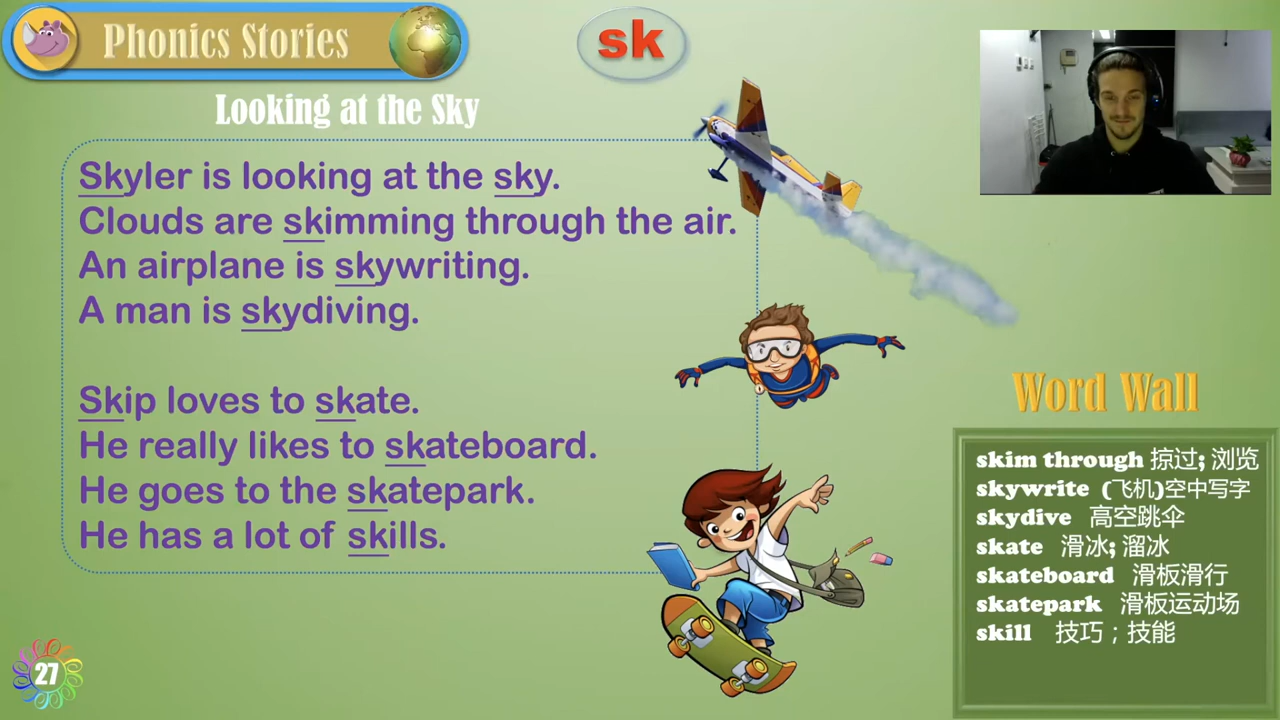 Phonics Stories
sk
Looking at the Sky
Skyler is looking at the sky.
Clouds are skimming through the air.
An airplane is skywriting.
A man is skydiving.
Skip loves to skate.
He really likes to skateboard.
He goes to the skatepark.
He has a lot of skills.
Word Wall
skim through 掠过; 浏览
skywrite (飞机)空中写字
skydive 高空跳伞
skate 滑冰; 溜冰
skateboard 滑板滑行
skatepark 滑板运动场
skill 技巧；技能
27